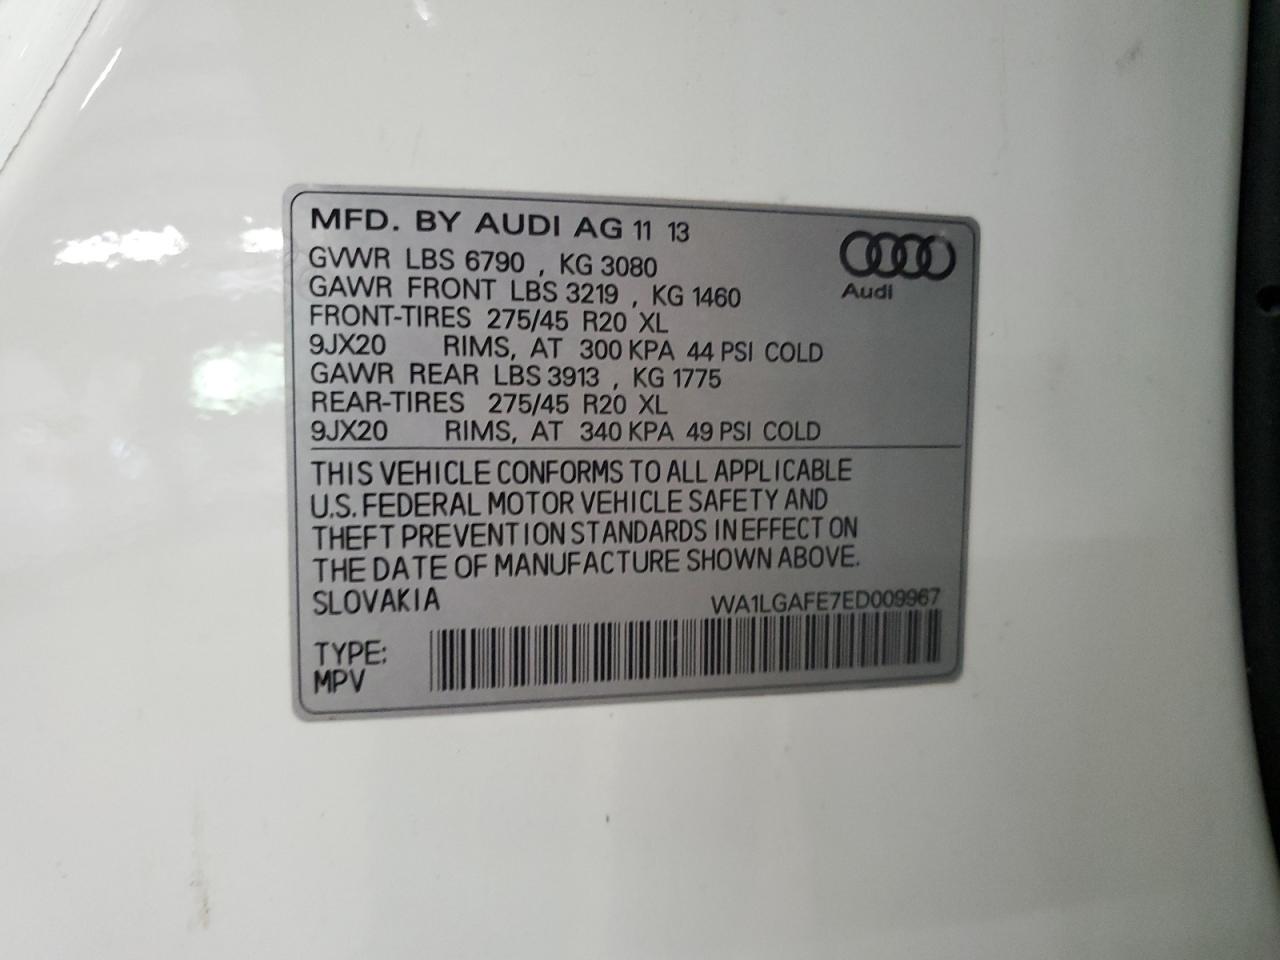 MFD. BY AUDI AG 11 13
Audi
GVWR LBS 6790 , KG 3080
GAWR FRONT LBS 3219 , KG 1460
FRONT-TIRES 275/45 R20 XL
9JX20 RIMS, AT 300 KPA 44 PSI COLD
GAWR REAR LBS 3913 , KG 1775
REAR-TIRES 275/45 R20 XL
9JX20 RIMS, AT 340 KPA 49 PSI COLD
THIS VEHICLE CONFORMS TO ALL APPLICABLE
U.S. FEDERAL MOTOR VEHICLE SAFETY AND
THEFT PREVENTION STANDARDS IN EFFECT ON
THE DATE OF MANUFACTURE SHOWN ABOVE.
SLOVAKIA WA1LGAFE7ED009967
TYPE:
MPV